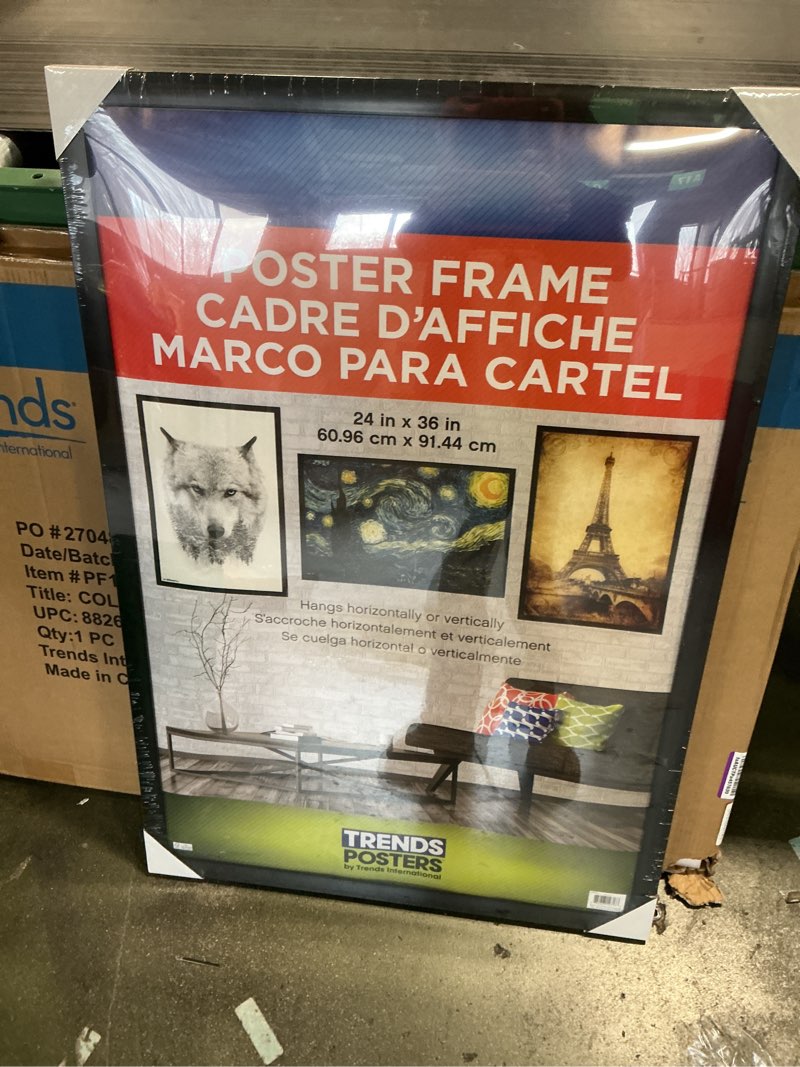 POSTER FRAME
CADRE D'AFFICHE
MARCO PARA CARTEL
24 in x 36 in
60.96 cm x 91.44 cm
Hangs horizontally or vertically
S'accroche horizontalement et verticalement
Se cuelga horizontal o verticalmente
TRENDS
POSTERS
by Trends International
nds
International
PO # 2704
Date/Batc
Item # PF1
Title: COL
UPC: 8826
Qty:1 PC
Trends Int
Made in C